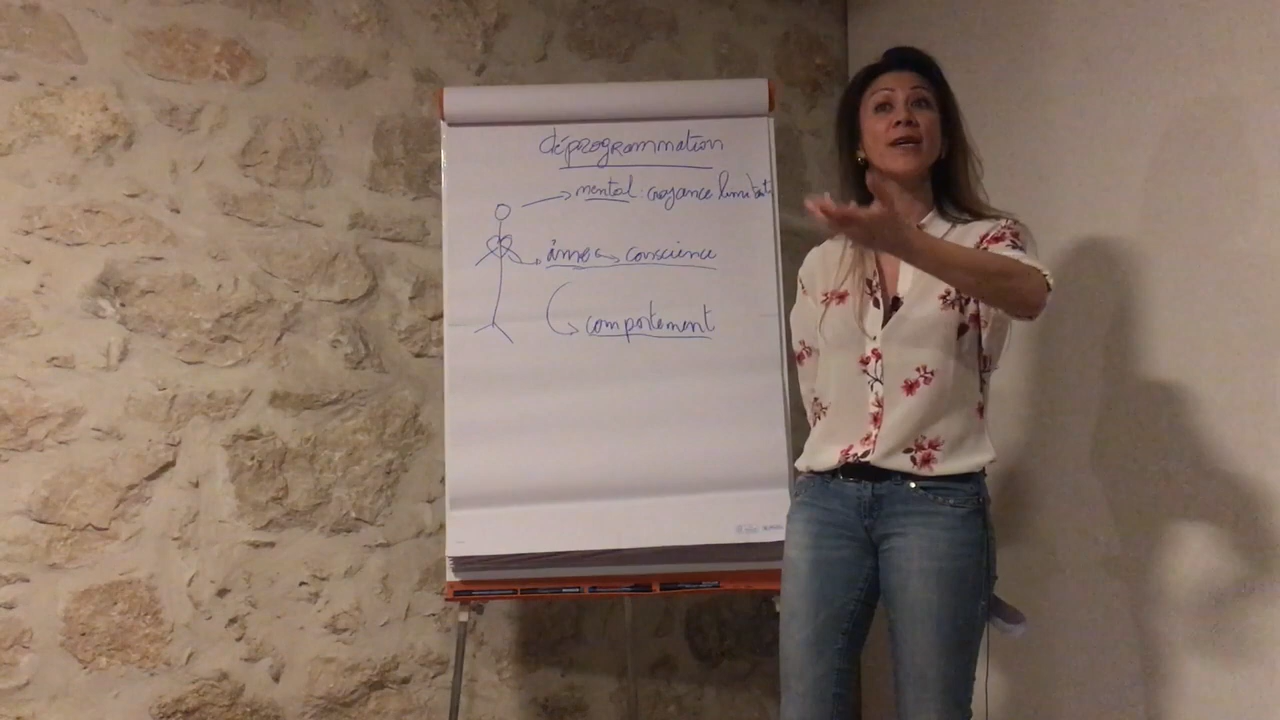 déprogrammation
mental : croyance limitante
âme conscience
comportement